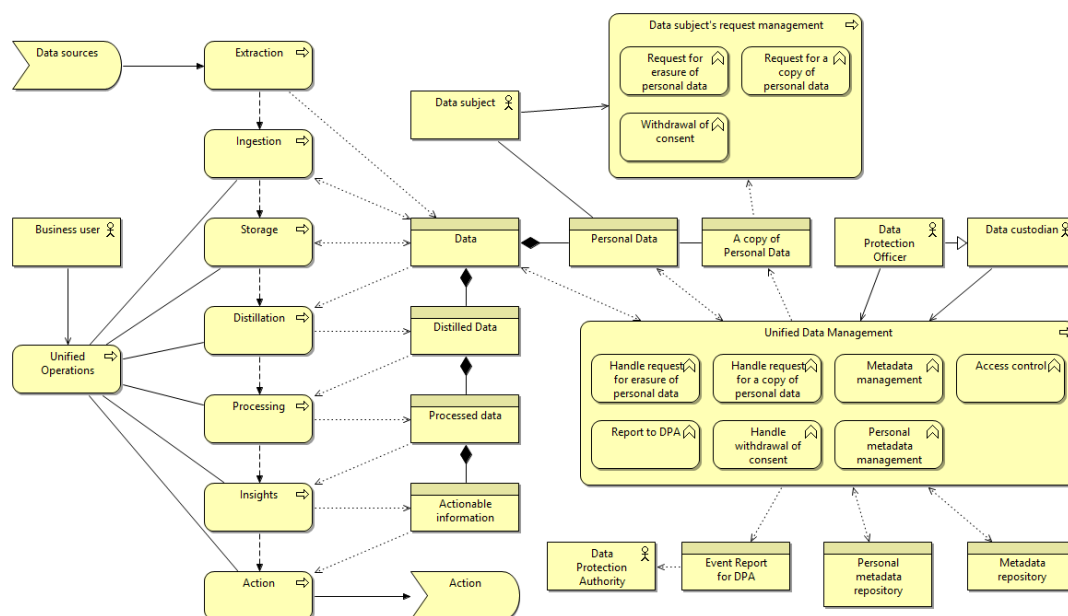 Data sources
Extraction
Data subject's request management
Request for
erasure of
personal data
Request for a
copy of
personal data
Data subject
Ingestion
Withdrawal of
consent
Business user
Storage
Data
Personal Data
A copy of
Personal Data
Data
Protection
Officer
Data custodian
Distillation
Distilled Data
Unified Data Management
Unified
Operations
Handle request
for erasure of
personal data
Handle request
for a copy of
personal data
Metadata
management
Access control
Processing
Processed data
Report to DPA
Handle
withdrawal of
consent
Personal
metadata
management
Insights
Actionable
information
Data
Protection
Authority
Event Report
for DPA
Personal
metadata
repository
Metadata
repository
Action
Action